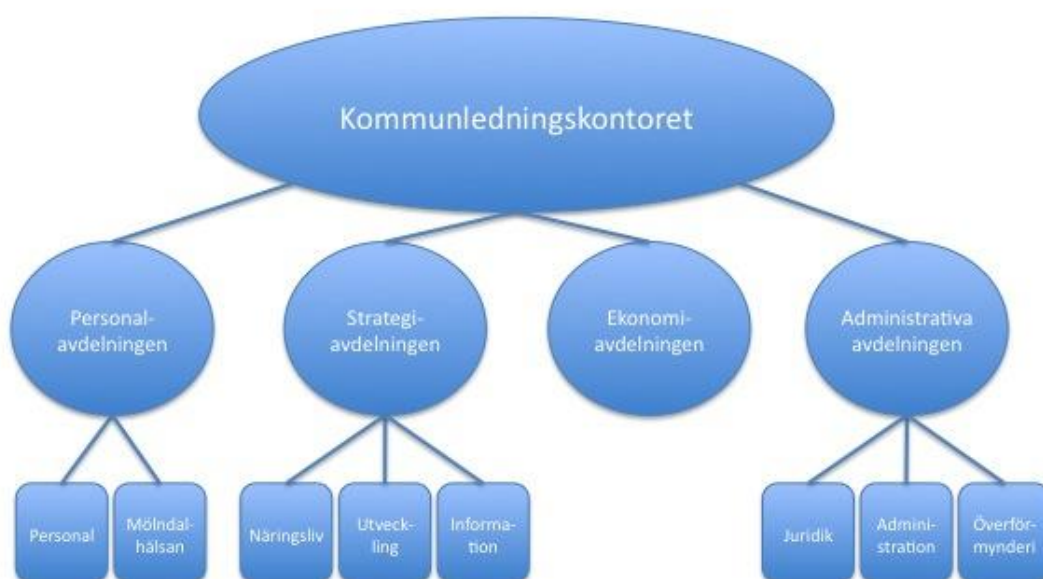 Kommunledningskontoret
Personal-
avdelningen
Strategi-
avdelningen
Ekonomi-
avdelningen
Administrativa
avdelningen
Personal
Mölndal-
hälsan
Näringsliv
Utveck-
ling
Informa-
tion
Juridik
Admini-
stration
Överför-
mynderi